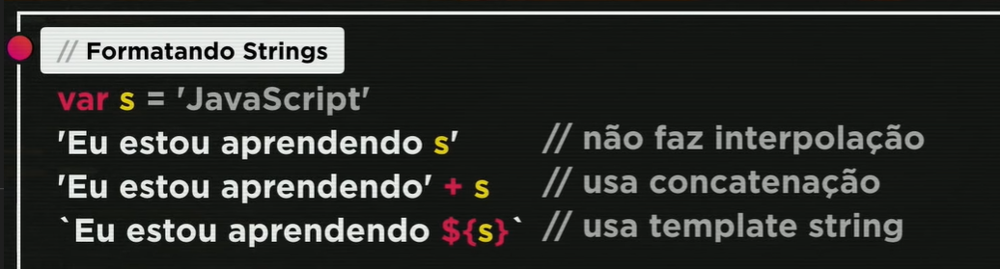 // Formatando Strings
var s = 'JavaScript'
'Eu estou aprendendo s' // não faz interpolação
'Eu estou aprendendo' + s // usa concatenação
`Eu estou aprendendo ${s}` // usa template string